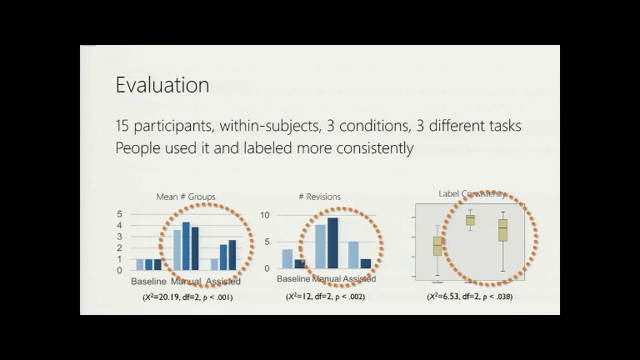 Evaluation
15 participants, within-subjects, 3 conditions, 3 different tasks
People used it and labeled more consistently
Mean # Groups
# Revisions
Label Consistency
5
4
3
2
1
0
10
5
0
Baseline Manual Assisted
Baseline Manual Assisted
(X²=20.19, df=2, p < .001)
(X²=12, df=2, p < .002)
(X²=6.53, df=2, p < .038)